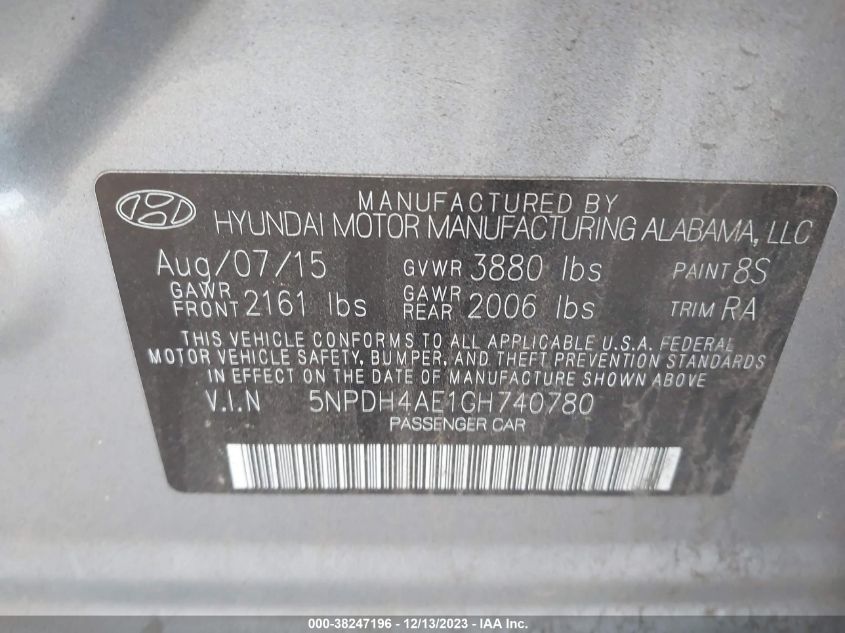 MANUFACTURED BY
HYUNDAI MOTOR MANUFACTURING ALABAMA, LLC
Aug/07/15 GVWR 3880 lbs PAINT 8S
GAWR FRONT 2161 lbs GAWR REAR 2006 lbs TRIM RA
THIS VEHICLE CONFORMS TO ALL APPLICABLE U.S.A. FEDERAL
MOTOR VEHICLE SAFETY, BUMPER, AND THEFT PREVENTION STANDARDS
IN EFFECT ON THE DATE OF MANUFACTURE SHOWN ABOVE.
V.I.N 5NPDH4AE1GH740780
PASSENGER CAR
000-38247196 - 12/13/2023 - IAAI Inc.